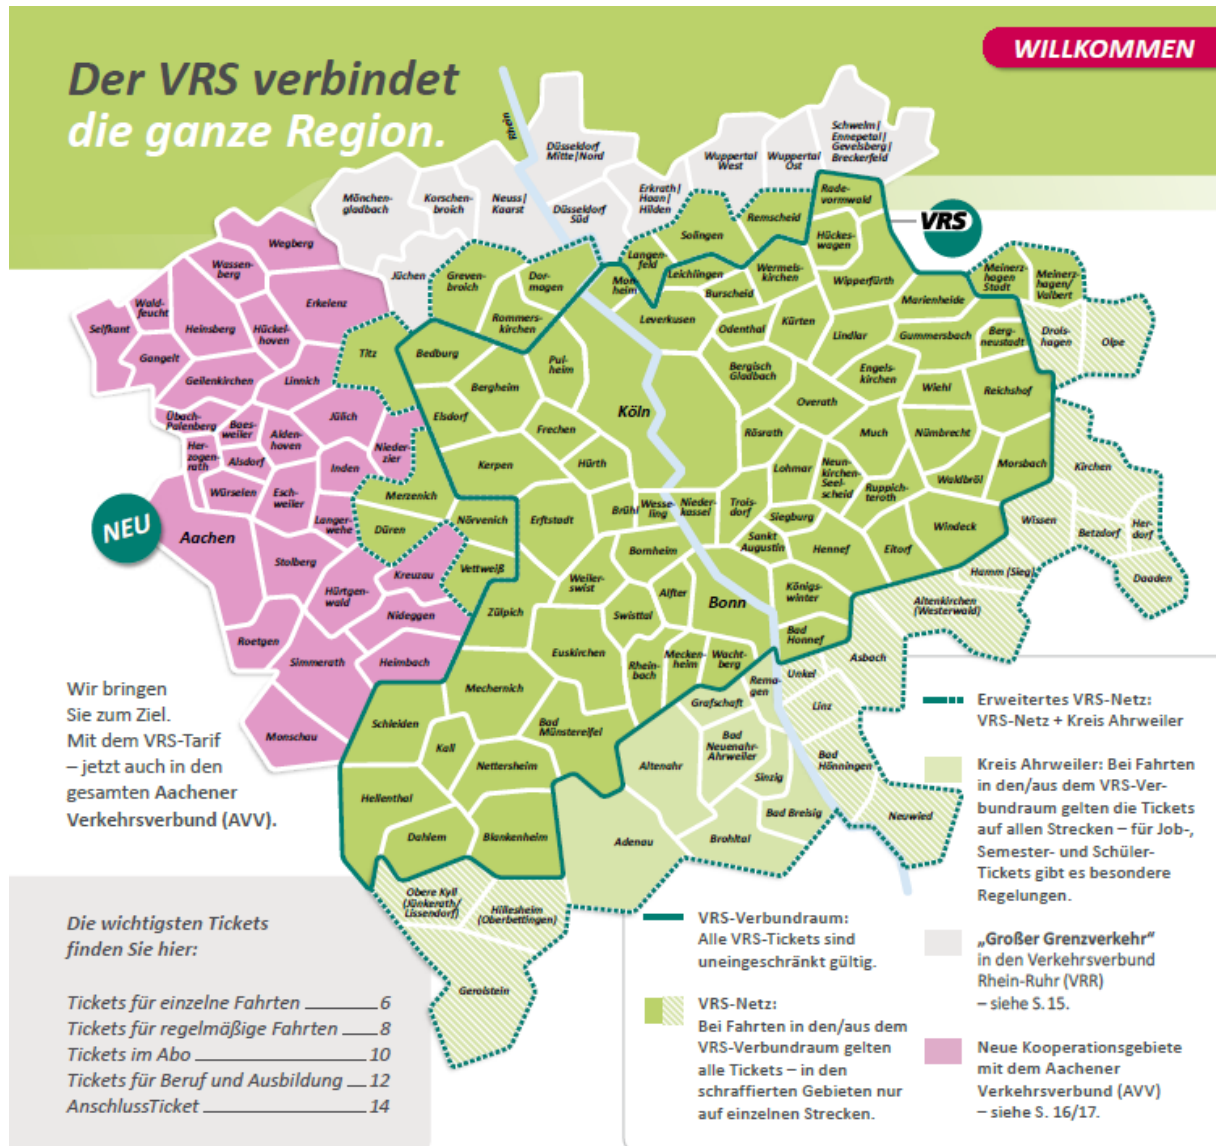 WILLKOMMEN
Der VRS verbindet
die ganze Region.
Rhein
Düsseldorf
Mitte|Nord
Wuppertal
West
Wuppertal
Ost
Schwelm|
Ennepetal|
Gevelsberg|
Breckerfeld
Mönchen-
gladbach
Korschen-
broich
Neuss|
Kaarst
Düsseldorf
Süd
Erkrath|
Haan|
Hilden
Rade-
vormwald
VRS
Remscheid
Solingen
Hückes-
wagen
Wegberg
Wassen-
berg
Jüchen
Greven-
broich
Dor-
magen
Langen-
feld
Mon-
heim
Leichlingen
Wermels-
kirchen
Wipperfürth
Meinerz-
hagen
Stadt
Meinerz-
hagen/
Valbert
Selfkant
Wald-
feucht
Heinsberg
Erkelenz
Hückel-
hoven
Rommers-
kirchen
Burscheid
Leverkusen
Odenthal
Kürten
Marienheide
Lindlar
Gummersbach
Berg-
neustadt
Drols-
hagen
Olpe
Gangelt
Geilenkirchen
Linnich
Titz
Bedburg
Bergheim
Pul-
heim
Bergisch
Gladbach
Engels-
kirchen
Wiehl
Reichshof
Übach-
Palenberg
Baes-
weiler
Alden-
hoven
Jülich
Elsdorf
Köln
Overath
Her-
zogen-
rath
Alsdorf
Inden
Nieder-
zier
Frechen
Rösrath
Much
Nümbrecht
Kerpen
Hürth
Lohmar
Neun-
kirchen-
Seel-
scheid
Ruppich-
teroth
Waldbröl
Morsbach
Kirchen
Würselen
Esch-
weiler
Merzenich
NEU
Aachen
Langer-
wehe
Düren
Nörvenich
Erftstadt
Brühl
Wesse-
ling
Nieder-
kassel
Trois-
dorf
Siegburg
Windeck
Wissen
Betzdorf
Her-
dorf
Stolberg
Sankt
Augustin
Hennef
Eitorf
Bornheim
Hamm (Sieg)
Daaden
Kreuzau
Vettweiß
Weiler-
swist
Alfter
Bonn
Königs-
winter
Altenkirchen
(Westerwald)
Hürtgen-
wald
Nideggen
Zülpich
Swisttal
Bad
Honnef
Roetgen
Simmerath
Heimbach
Euskirchen
Rhein-
bach
Mecken-
heim
Wacht-
berg
Asbach
Mechernich
Rema-
gen
Unkel
Grafschaft
Linz
Monschau
Schleiden
Kall
Bad
Münstereifel
Bad
Neuenahr-
Ahrweiler
Bad
Hönningen
Nettersheim
Altenahr
Sinzig
Hellenthal
Bad Breisig
Neuwied
Dahlem
Blankenheim
Adenau
Brohltal
Obere Kyll
(Jünkerath/
Lissendorf)
Hillesheim
(Oberbettingen)
Gerolstein
Wir bringen
Sie zum Ziel.
Mit dem VRS-Tarif
– jetzt auch in den
gesamten Aachener
Verkehrsverbund (AVV).
Die wichtigsten Tickets
finden Sie hier:
Tickets für einzelne Fahrten 6
Tickets für regelmäßige Fahrten 8
Tickets im Abo 10
Tickets für Beruf und Ausbildung 12
AnschlussTicket 14
VRS-Verbundraum:
Alle VRS-Tickets sind
uneingeschränkt gültig.
VRS-Netz:
Bei Fahrten in den/aus dem
VRS-Verbundraum gelten
alle Tickets – in den
schraffierten Gebieten nur
auf einzelnen Strecken.
Erweitertes VRS-Netz:
VRS-Netz + Kreis Ahrweiler
Kreis Ahrweiler: Bei Fahrten
in den/aus dem VRS-Ver-
bundraum gelten die Tickets
auf allen Strecken – für Job-,
Semester- und Schüler-
Tickets gibt es besondere
Regelungen.
„Großer Grenzverkehr“
in den Verkehrsverbund
Rhein-Ruhr (VRR)
– siehe S. 15.
Neue Kooperationsgebiete
mit dem Aachener
Verkehrsverbund (AVV)
– siehe S. 16/17.